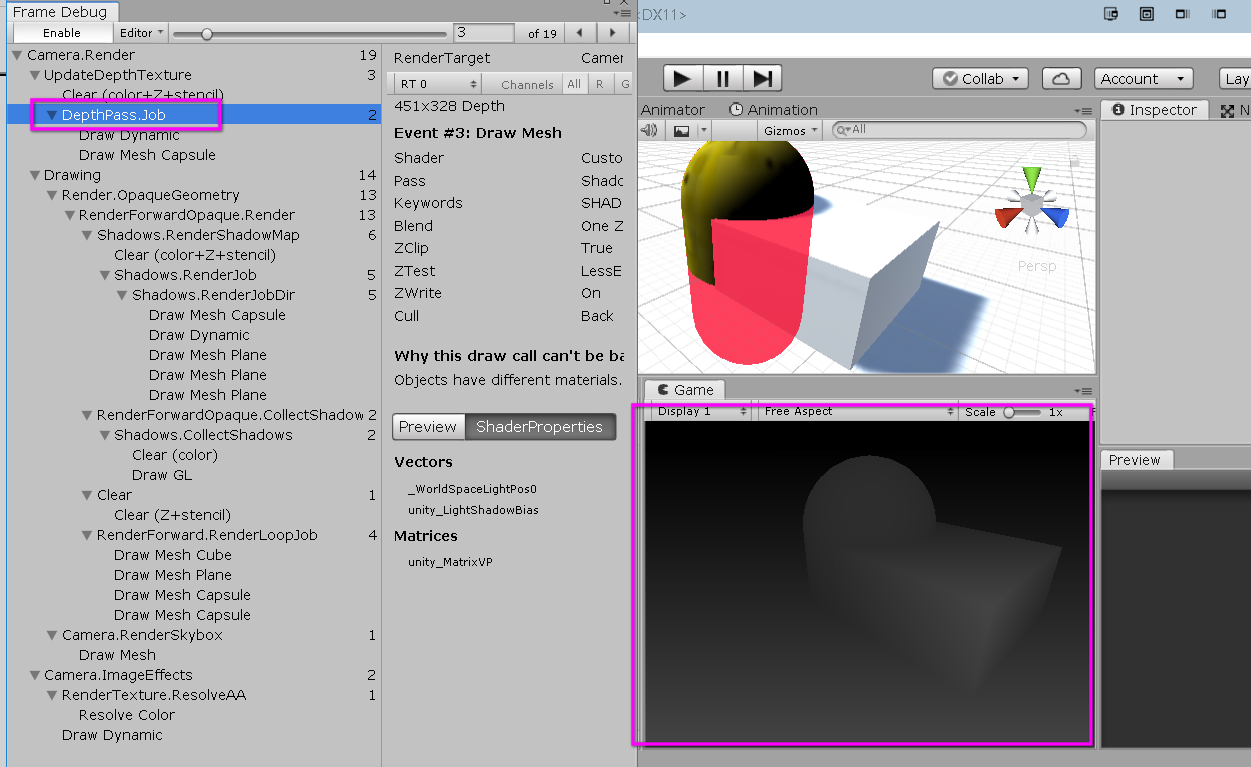 Frame Debug
Enable
Editor
3
of 19
Camera.Render 19
UpdateDepthTexture 3
Clear (color+Z+stencil)
DepthPass.Job 2
Draw Dynamic
Draw Mesh Capsule
Drawing 14
Render.OpaqueGeometry 13
RenderForwardOpaque.Render 13
Shadows.RenderShadowMap 6
Clear (color+Z+stencil)
Shadows.RenderJob 5
Shadows.RenderJobDir 5
Draw Mesh Capsule
Draw Dynamic
Draw Mesh Plane
Draw Mesh Plane
Draw Mesh Plane
RenderForwardOpaque.CollectShadow 2
Shadows.CollectShadows 2
Clear (color)
Draw GL
Clear 1
Clear (Z+stencil)
RenderForward.RenderLoopJob 4
Draw Mesh Cube
Draw Mesh Plane
Draw Mesh Capsule
Draw Mesh Capsule
Camera.RenderSkybox 1
Draw Mesh
Camera.ImageEffects 2
RenderTexture.ResolveAA 1
Resolve Color
Draw Dynamic
RenderTarget Camer
RT 0 Channels All R G
451x328 Depth
Event #3: Draw Mesh
Shader Custo
Pass Shado
Keywords SHAD
Blend One Z
ZClip True
ZTest LessE
ZWrite On
Cull Back
Why this draw call can't be ba
Objects have different materials.
Preview ShaderProperties
Vectors
_WorldSpaceLightPos0
unity_LightShadowBias
Matrices
unity_MatrixVP
<DX11>
Collab
Account
Lay
Animator
Animation
Gizmos
All
Persp
Game
Display 1
Free Aspect
Scale 1x
Inspector
N
Preview